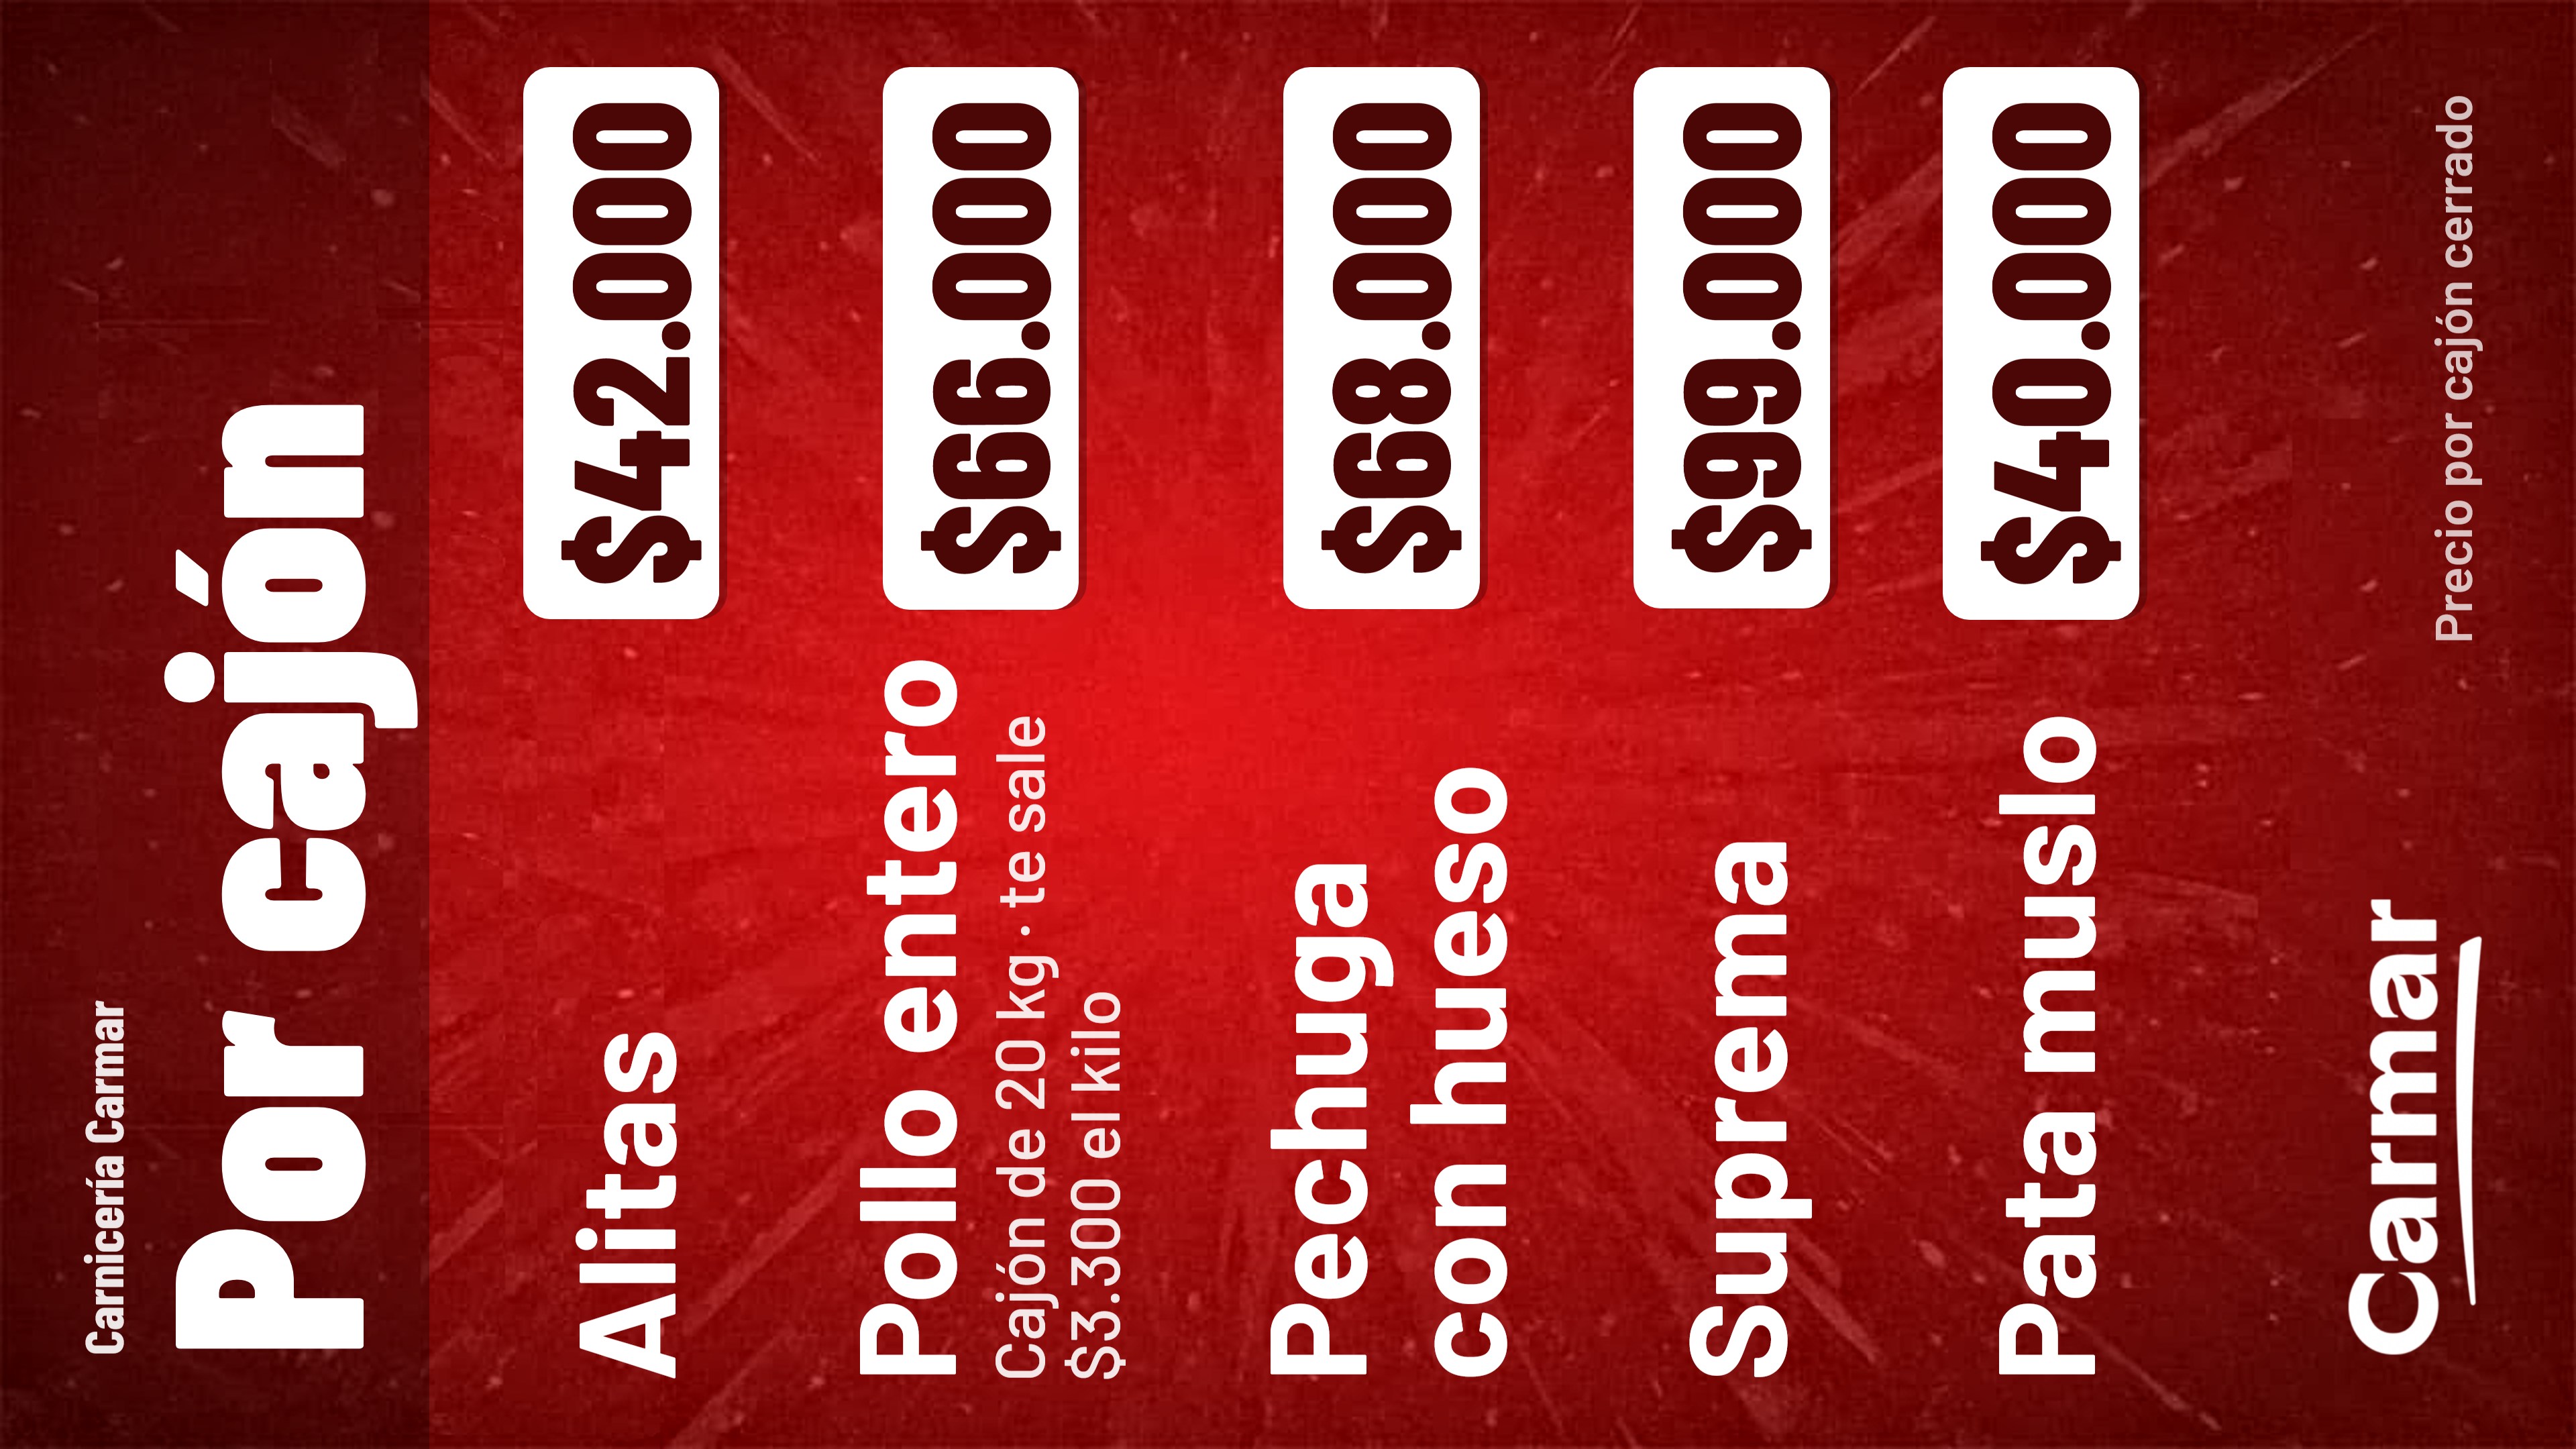 Carnicería Carmar
Por cajón
Alitas
$42.000
Pollo entero
Cajón de 20 kg · te sale
$3.300 el kilo
$66.000
Pechuga
con hueso
$68.000
Suprema
$99.000
Pata muslo
$40.000
Carmar
Precio por cajón cerrado